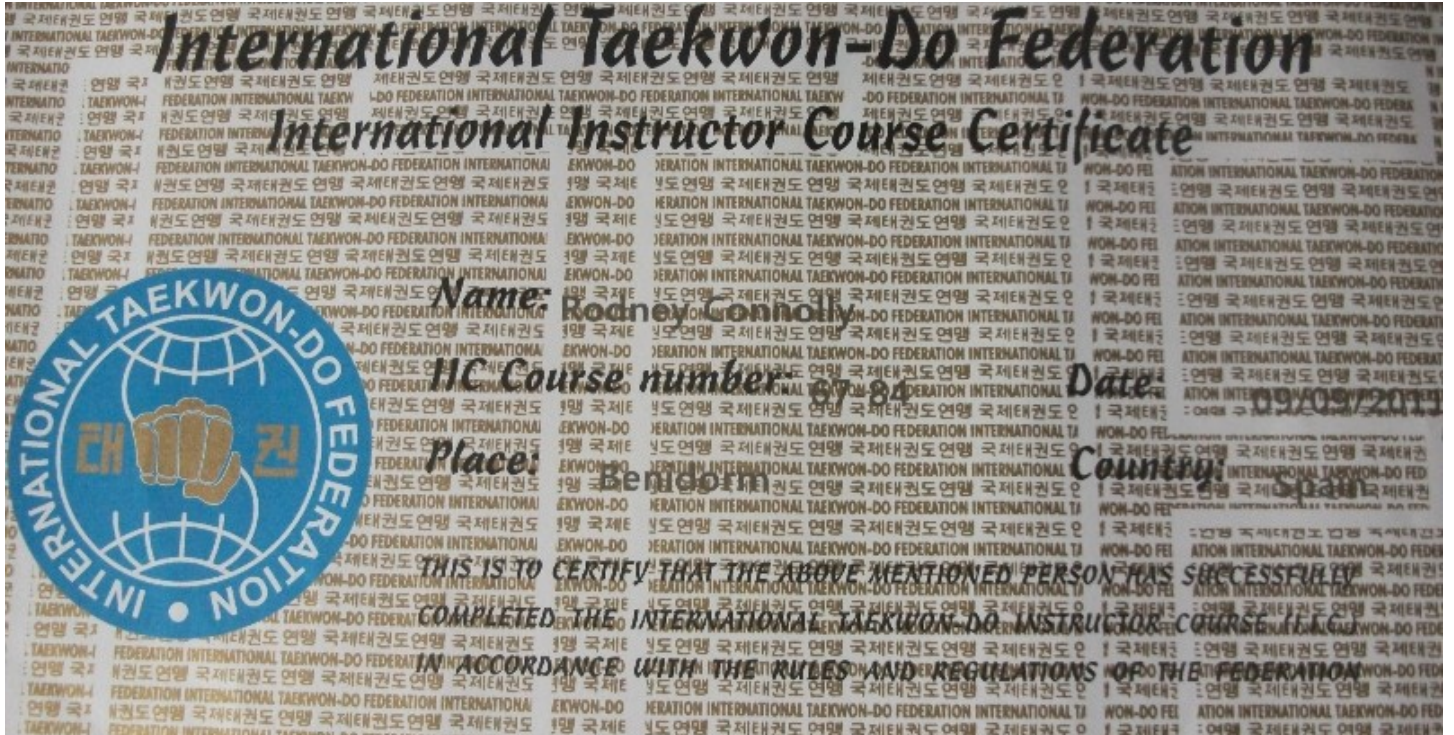 International Taekwon-Do Federation
International Instructor Course Certificate
Name: Rodney Connolly
IIC Course number: 67-84 Date: 09/09/2011
Place: Benidorm Country: Spain
INTERNATIONAL TAEKWON-DO FEDERATION
태 권
THIS IS TO CERTIFY THAT THE ABOVE MENTIONED PERSON HAS SUCCESSFULLY
COMPLETED THE INTERNATIONAL TAEKWON-DO INSTRUCTOR COURSE (I.I.C.)
IN ACCORDANCE WITH THE RULES AND REGULATIONS OF THE FEDERATION